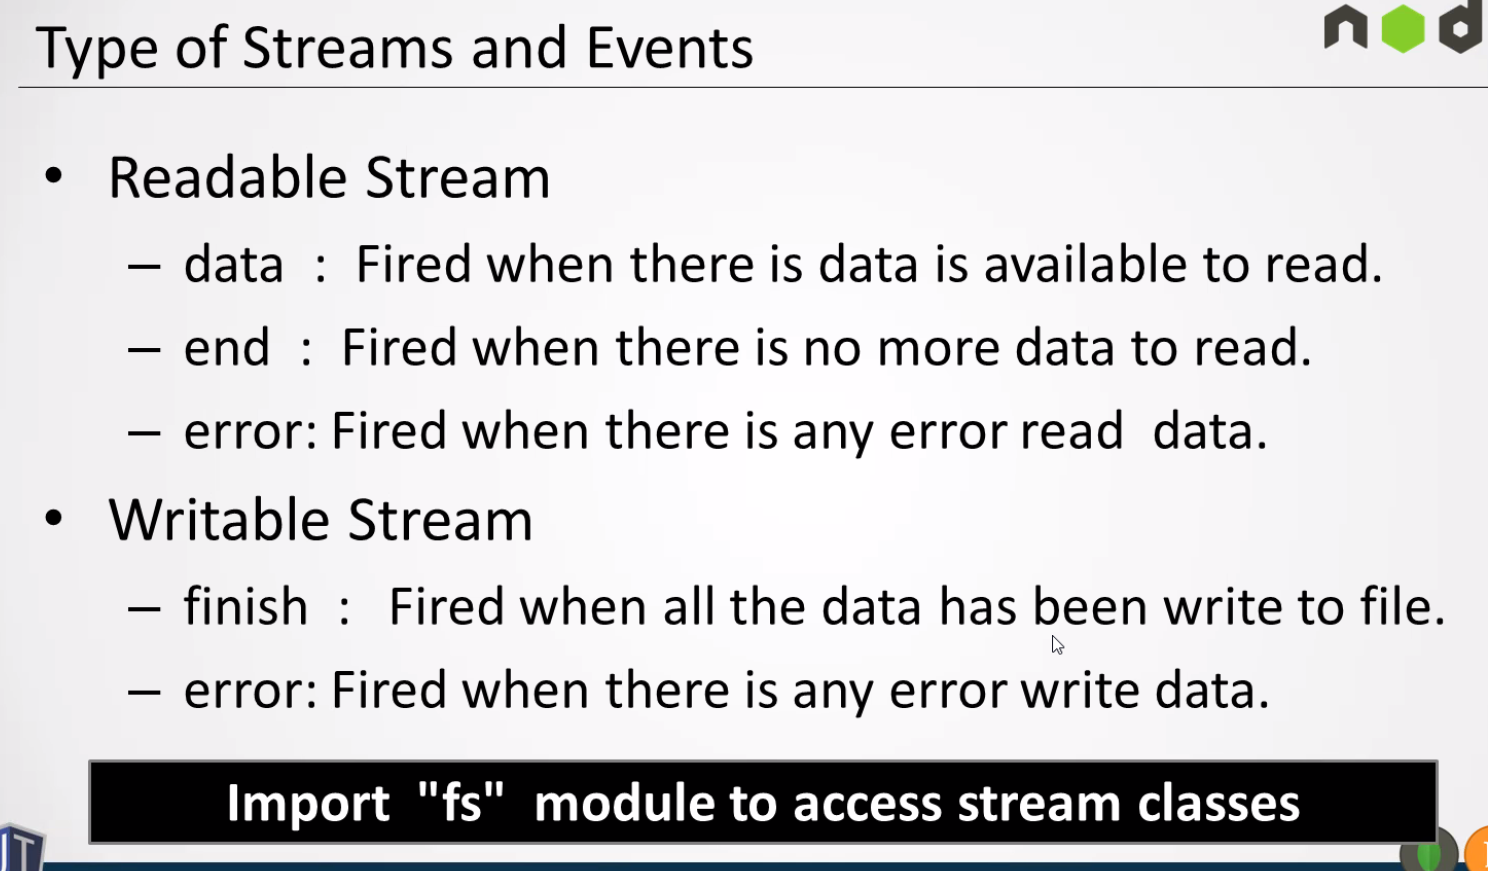 Type of Streams and Events
nod
• Readable Stream
– data : Fired when there is data is available to read.
– end : Fired when there is no more data to read.
– error: Fired when there is any error read data.
• Writable Stream
– finish : Fired when all the data has been write to file.
– error: Fired when there is any error write data.
Import "fs" module to access stream classes